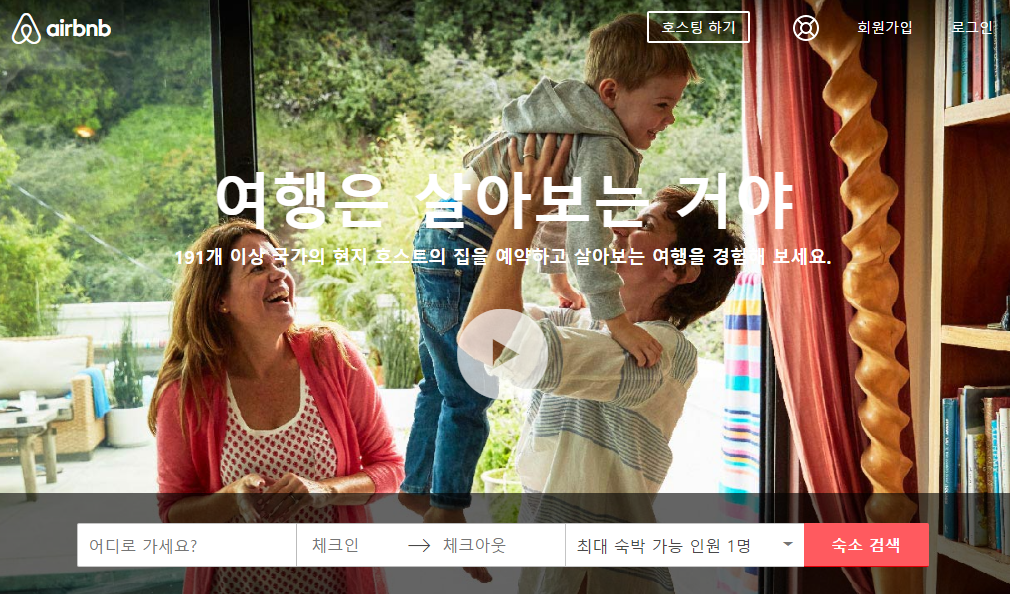 airbnb
호스팅 하기
회원가입
로그인
여행은 살아보는 거야
191개 이상 국가의 현지 호스트의 집을 예약하고 살아보는 여행을 경험해 보세요.
어디로 가세요?
체크인 → 체크아웃
최대 숙박 가능 인원 1명
숙소 검색